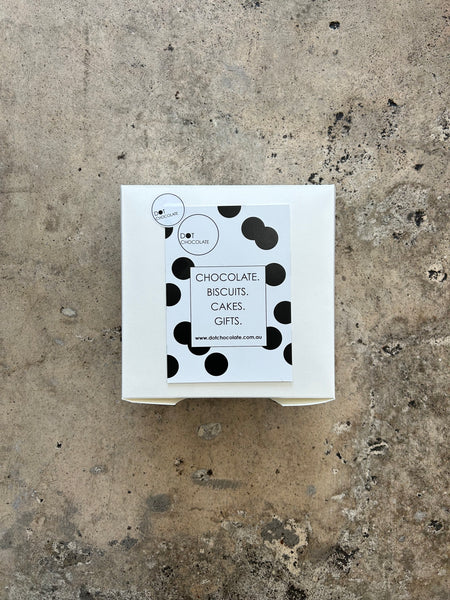 DOT
CHOCOLATE
DOT
CHOCOLATE
CHOCOLATE.
BISCUITS.
CAKES.
GIFTS.
www.dotchocolate.com.au